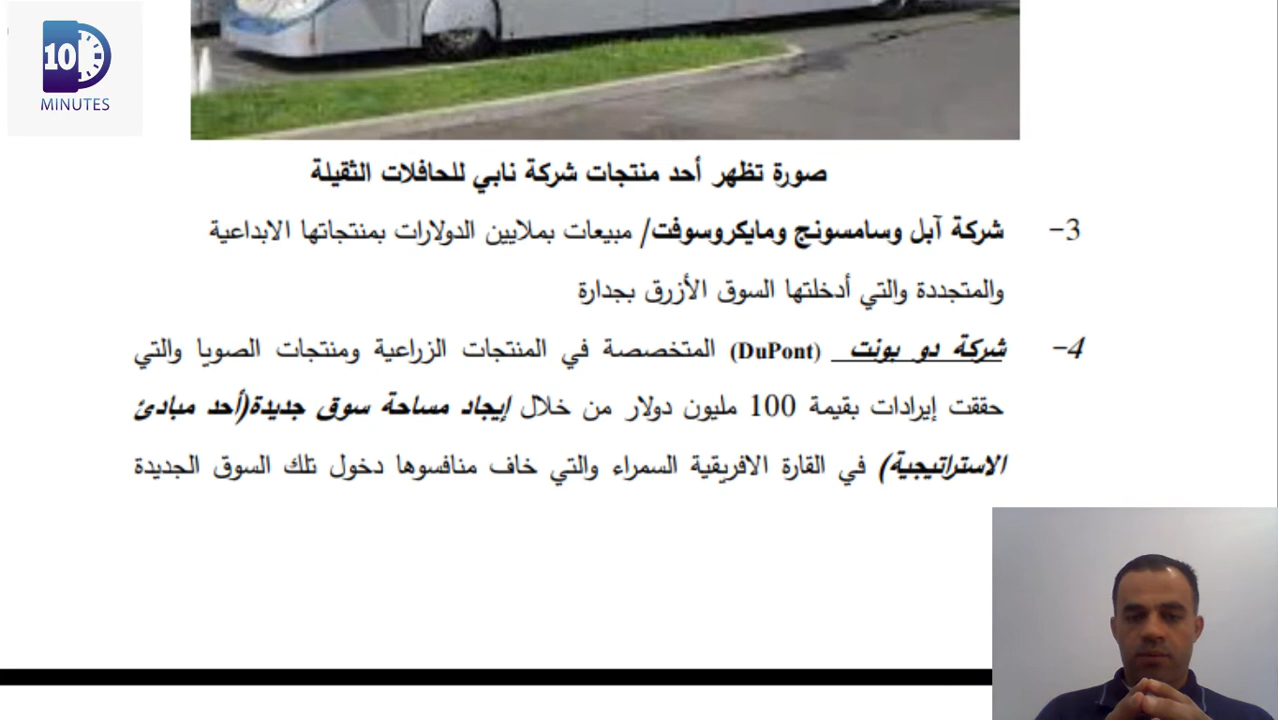 10
MINUTES
صورة تظهر أحد منتجات شركة نابي للحافلات الثقيلة
3- شركة آبل وسامسونج ومايكروسوفت/ مبيعات بملايين الدولارات بمنتجاتها الابداعية
والمتجددة والتي أدخلتها السوق الأزرق بجدارة
4- شركة دو بونت (DuPont) المتخصصة في المنتجات الزراعية ومنتجات الصويا والتي
حققت إيرادات بقيمة 100 مليون دولار من خلال إيجاد مساحة سوق جديدة(أحد مبادئ
الاستراتيجية) في القارة الافريقية السمراء والتي خاف منافسوها دخول تلك السوق الجديدة